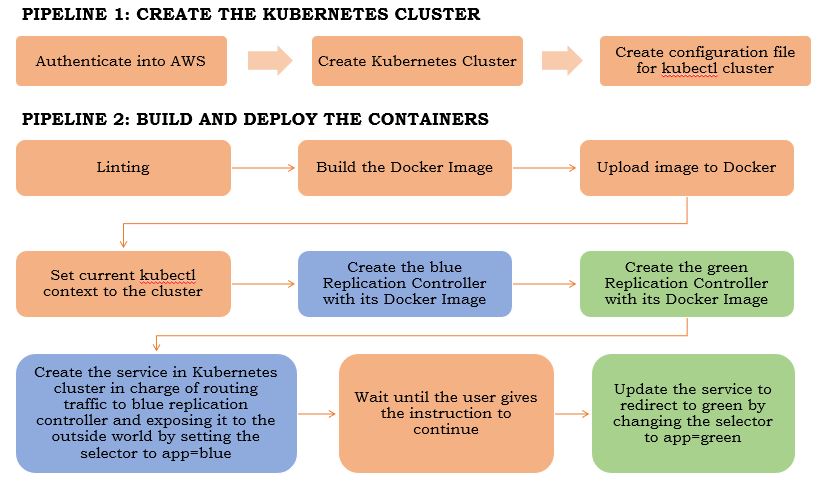 PIPELINE 1: CREATE THE KUBERNETES CLUSTER
Authenticate into AWS
Create Kubernetes Cluster
Create configuration file
for kubectl cluster
PIPELINE 2: BUILD AND DEPLOY THE CONTAINERS
Linting
Build the Docker Image
Upload image to Docker
Set current kubectl
context to the cluster
Create the blue
Replication Controller
with its Docker Image
Create the green
Replication Controller
with its Docker Image
Create the service in Kubernetes
cluster in charge of routing
traffic to blue replication
controller and exposing it to the
outside world by setting the
selector to app=blue
Wait until the user gives
the instruction to
continue
Update the service to
redirect to green by
changing the selector
to app=green